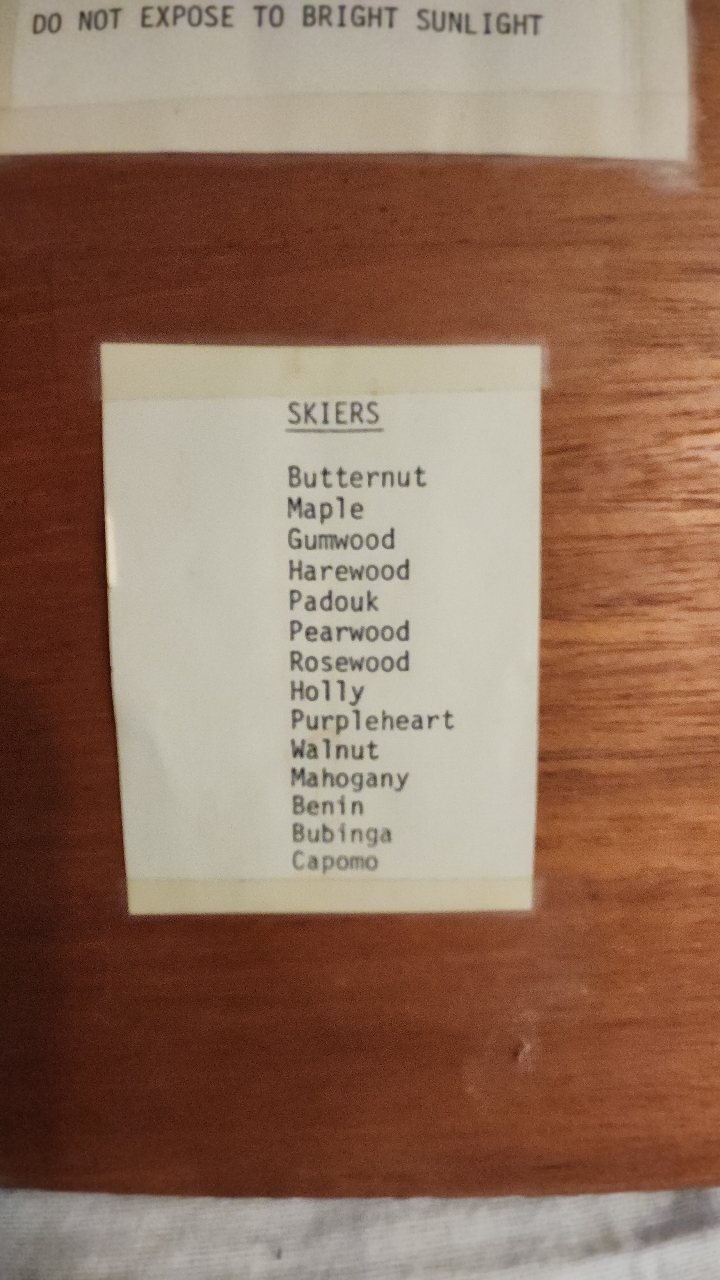 DO NOT EXPOSE TO BRIGHT SUNLIGHT
SKIERS
Butternut
Maple
Gumwood
Harewood
Padouk
Pearwood
Rosewood
Holly
Purpleheart
Walnut
Mahogany
Benin
Bubinga
Capomo